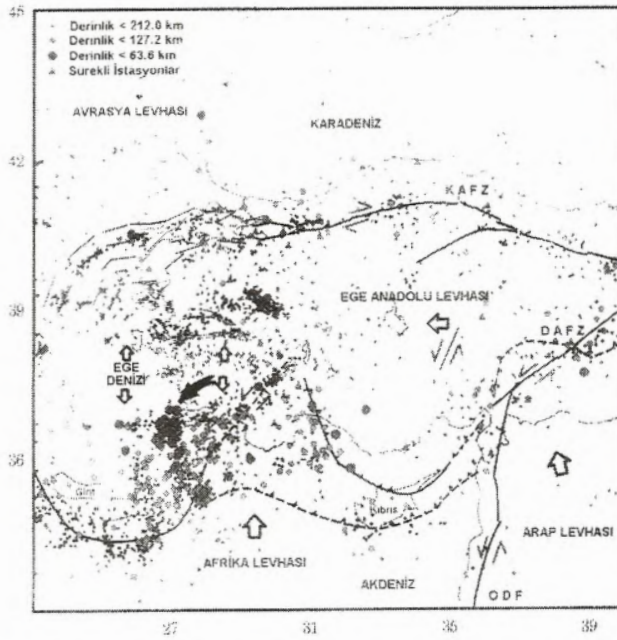 45
Derinlik < 212.0 km
Derinlik < 127.2 km
Derinlik < 63.6 km
Surekli İstasyonlar
AVRASYA LEVHASI
KARADENİZ
42
KAFZ
39
EGE ANADOLU LEVHASI
DAFZ
EGE
DENİZİ
36
Girit
Kıbrıs
ARAP LEVHASI
AFRİKA LEVHASI
AKDENİZ
ODF
27 31 35 39